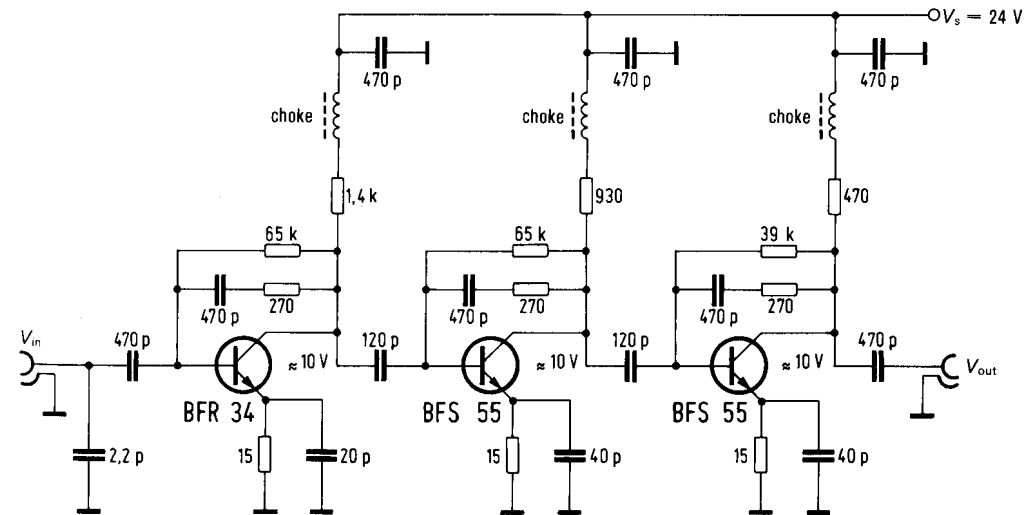 V_s = 24 V
470 p
470 p
470 p
choke
choke
choke
1,4 k
930
470
65 k
65 k
39 k
470 p
270
470 p
270
470 p
270
V_in
470 p
≈ 10 V
120 p
≈ 10 V
120 p
≈ 10 V
470 p
V_out
BFR 34
BFS 55
BFS 55
2,2 p
15
20 p
15
40 p
15
40 p